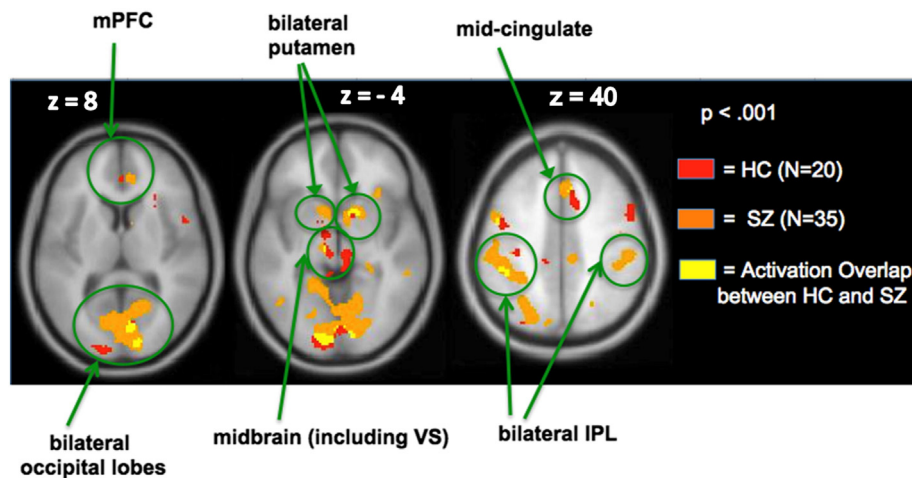 mPFC
bilateral
putamen
mid-cingulate
z = 8
z = - 4
z = 40
p < .001
= HC (N=20)
= SZ (N=35)
= Activation Overlap
between HC and SZ
bilateral
occipital lobes
midbrain (including VS)
bilateral IPL